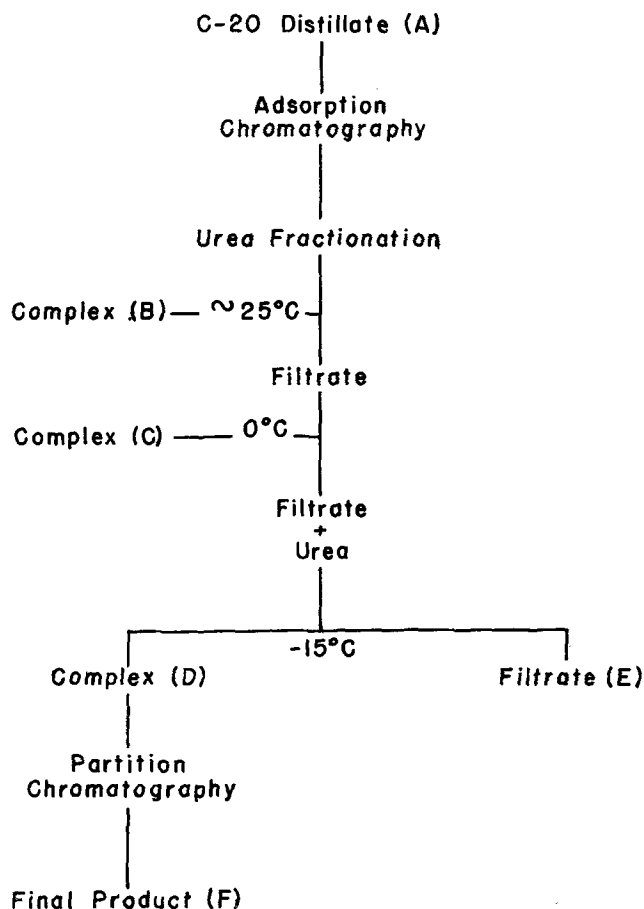 C-20 Distillate (A)
Adsorption
Chromatography
Urea Fractionation
Complex (B) — ~25°C
Filtrate
Complex (C) — 0°C
Filtrate
+
Urea
-15°C
Complex (D)
Filtrate (E)
Partition
Chromatography
Final Product (F)